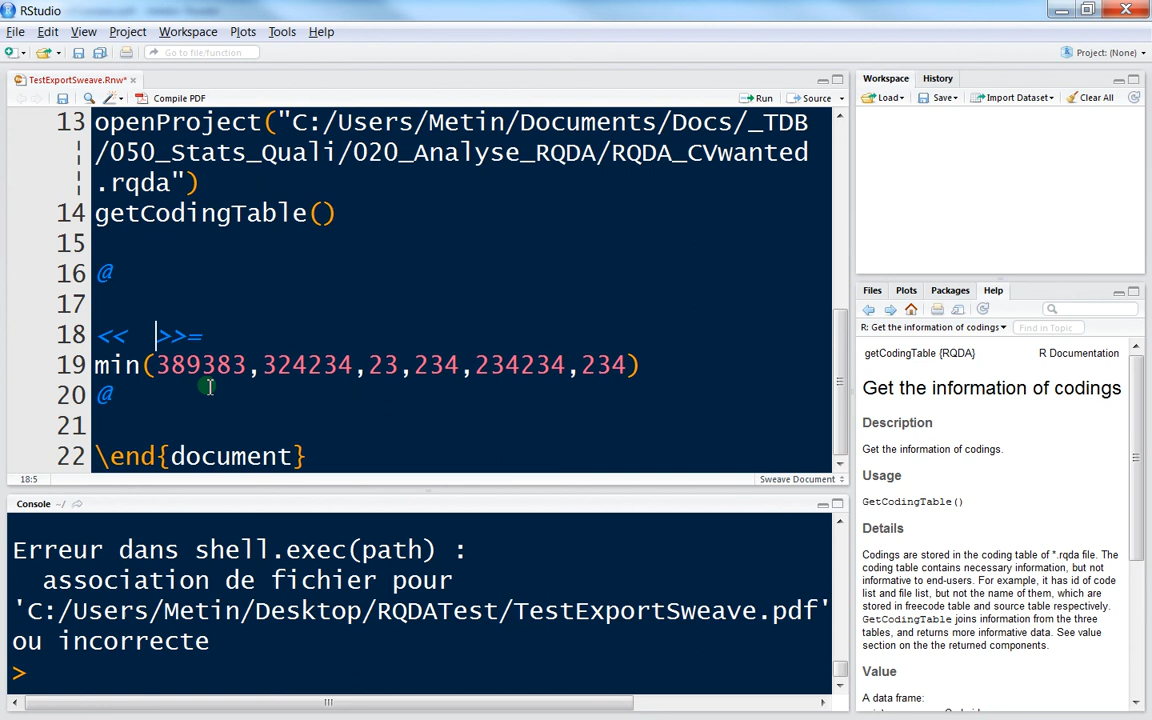 RStudio
File Edit View Project Workspace Plots Tools Help
Go to file/function
Project: (None)
TestExportSweave.Rnw*
Compile PDF
Run Source
13 openProject("C:/Users/Metin/Documents/Docs/_TDB
/050_Stats_Quali/020_Analyse_RQDA/RQDA_CVwanted
.rqda")
14 getCodingTable()
15
16 @
17
18 << >>=
19 min(389383,324234,23,234,234234,234)
20 @
21
22 \end{document}
18:5 Sweave Document
Console ~/
Erreur dans shell.exec(path) :
association de fichier pour
'C:/Users/Metin/Desktop/RQDATest/TestExportSweave.pdf'
ou incorrecte
>
Workspace History
Load Save Import Dataset Clear All
Files Plots Packages Help
R: Get the information of codings Find in Topic
getCodingTable {RQDA} R Documentation
Get the information of codings
Description
Get the information of codings.
Usage
GetCodingTable()
Details
Codings are stored in the coding table of *.rqda file. The
coding table contains necessary information, but not
informative to end-users. For example, it has id of code
list and file list, but not the name of them, which are
stored in freecode table and source table respectively.
GetCodingTable joins information from the three
tables, and returns more informative data. See value
section on the the returned components.
Value
A data frame: